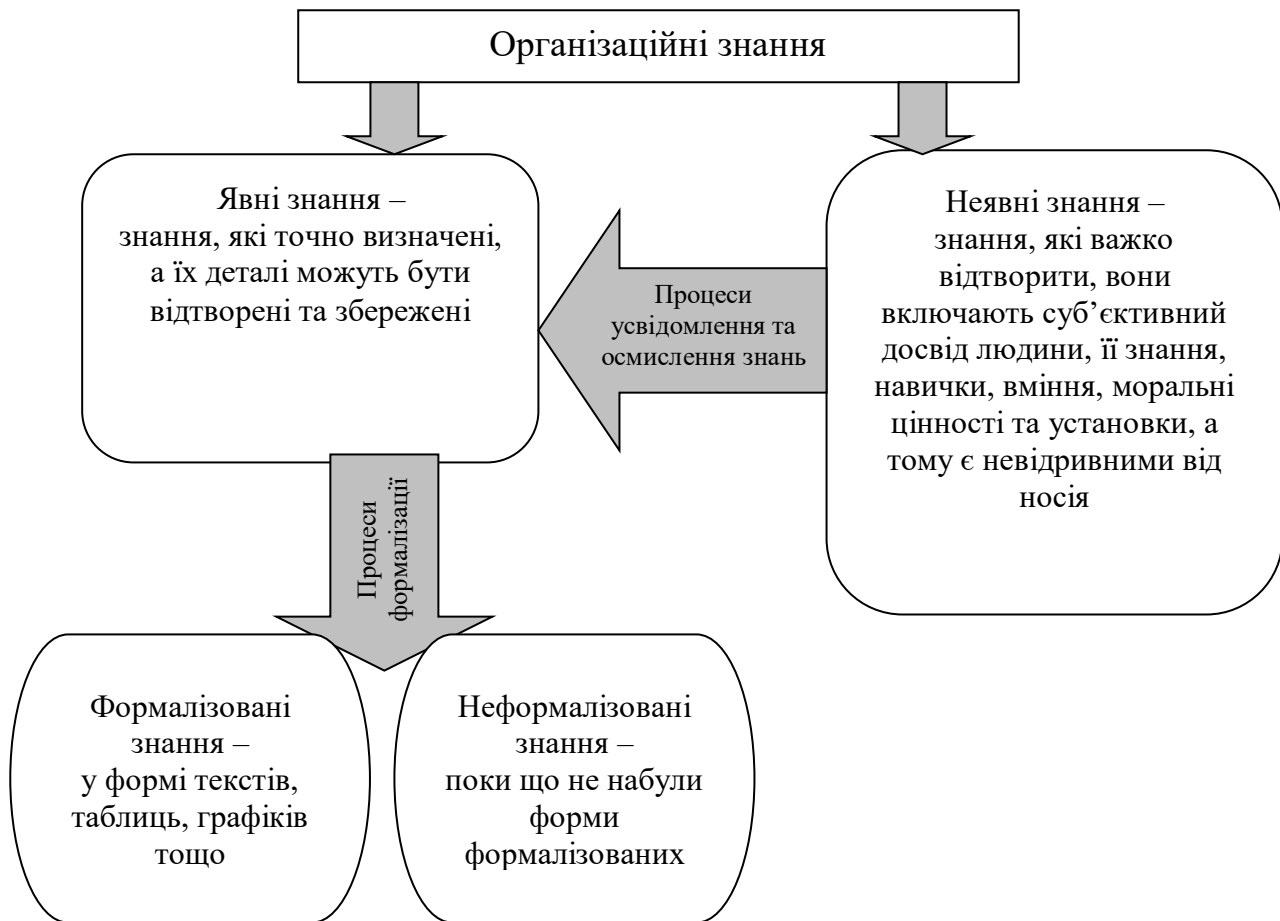 Організаційні знання
Явні знання –
знання, які точно визначені,
а їх деталі можуть бути
відтворені та збережені
Процеси
усвідомлення та
осмислення знань
Неявні знання –
знання, які важко
відтворити, вони
включають суб’єктивний
досвід людини, її знання,
навички, вміння, моральні
цінності та установки, а
тому є невідривними від
носія
Процеси
формалізації
Формалізовані
знання –
у формі текстів,
таблиць, графіків
тощо
Неформалізовані
знання –
поки що не набули
форми
формалізованих